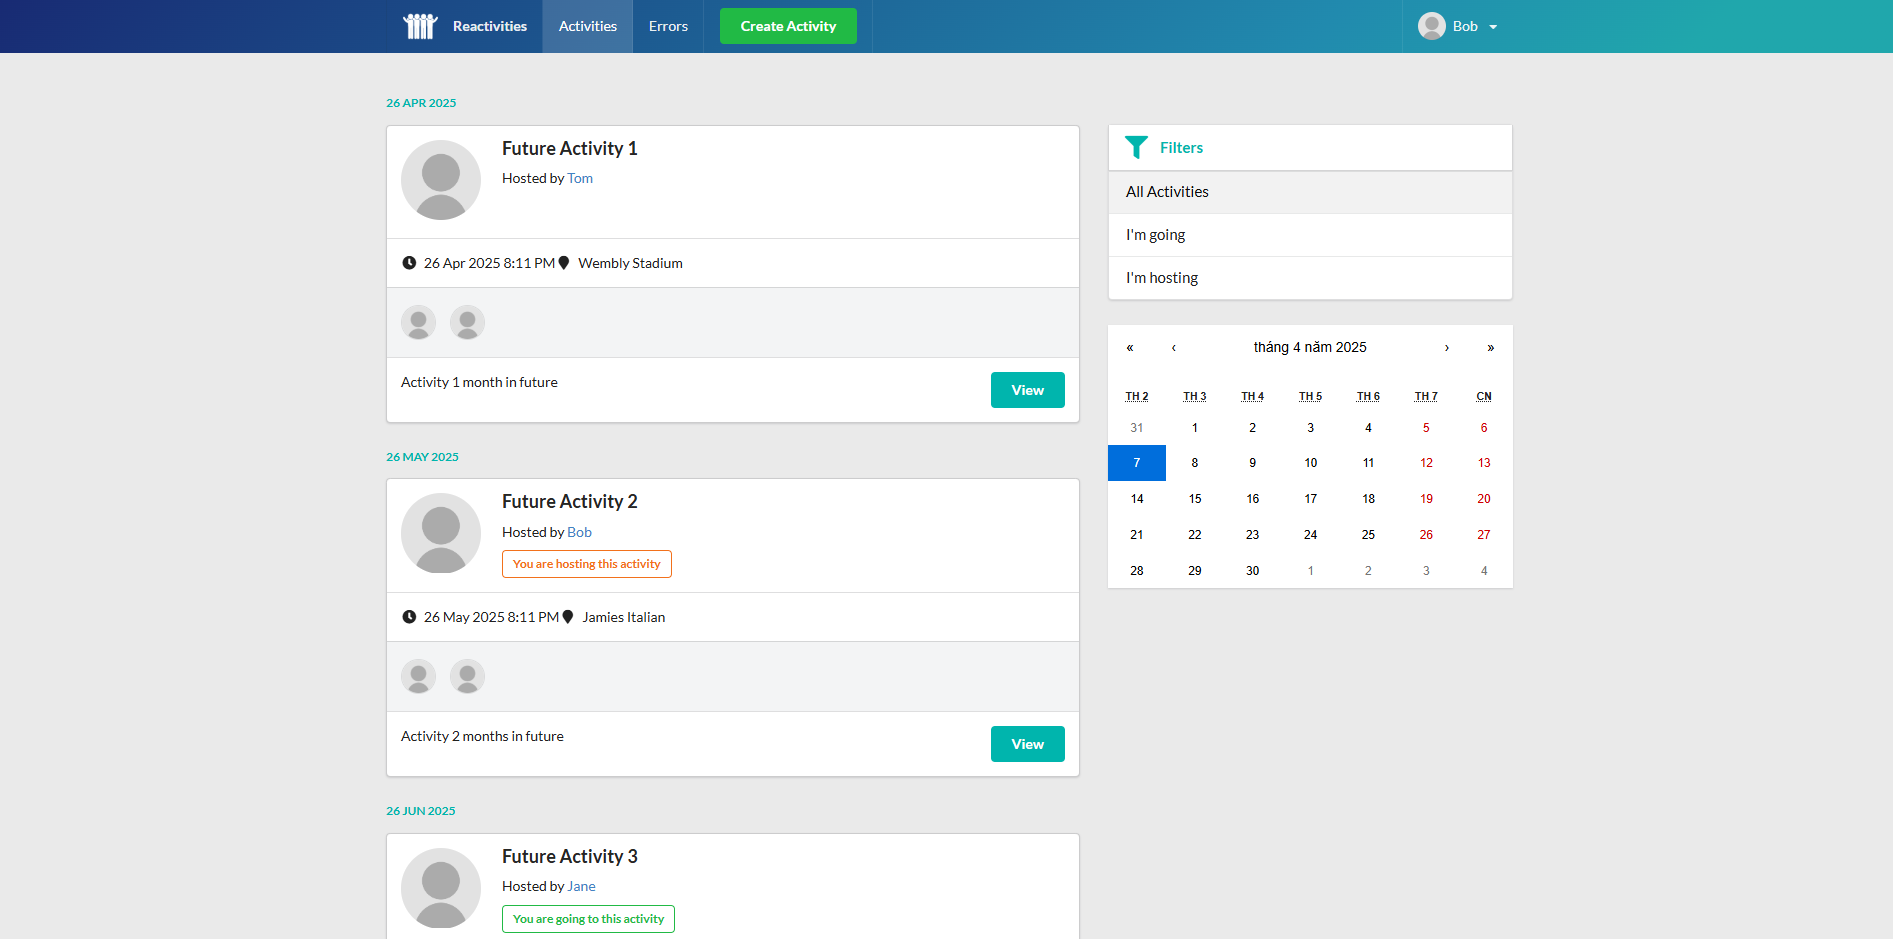 Reactivities
Activities
Errors
Create Activity
Bob
26 APR 2025
Future Activity 1
Hosted by Tom
26 Apr 2025 8:11 PM Wembly Stadium
Activity 1 month in future
View
26 MAY 2025
Future Activity 2
Hosted by Bob
You are hosting this activity
26 May 2025 8:11 PM Jamies Italian
Activity 2 months in future
View
26 JUN 2025
Future Activity 3
Hosted by Jane
You are going to this activity
Filters
All Activities
I'm going
I'm hosting
« ‹ tháng 4 năm 2025 › »
TH 2 TH 3 TH 4 TH 5 TH 6 TH 7 CN
31 1 2 3 4 5 6
7 8 9 10 11 12 13
14 15 16 17 18 19 20
21 22 23 24 25 26 27
28 29 30 1 2 3 4